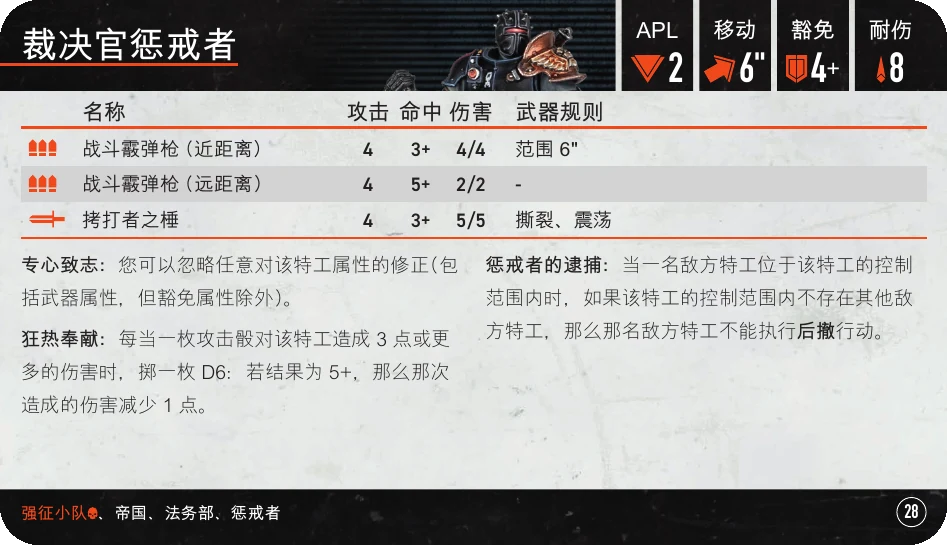 裁决官惩戒者
APL 移动 豁免 耐伤
2 6" 4+ 8
名称 攻击 命中 伤害 武器规则
战斗霰弹枪（近距离） 4 3+ 4/4 范围 6"
战斗霰弹枪（远距离） 4 5+ 2/2 -
拷打者之棰 4 3+ 5/5 撕裂、震荡
专心致志：您可以忽略任意对该特工属性的修正（包
括武器属性，但豁免属性除外）。
狂热奉献：每当一枚攻击骰对该特工造成 3 点或更
多的伤害时，掷一枚 D6：若结果为 5+，那么那次
造成的伤害减少 1 点。
惩戒者的逮捕：当一名敌方特工位于该特工的控制
范围内时，如果该特工的控制范围内不存在其他敌
方特工，那么那名敌方特工不能执行后撤行动。
强征小队、帝国、法务部、惩戒者
28